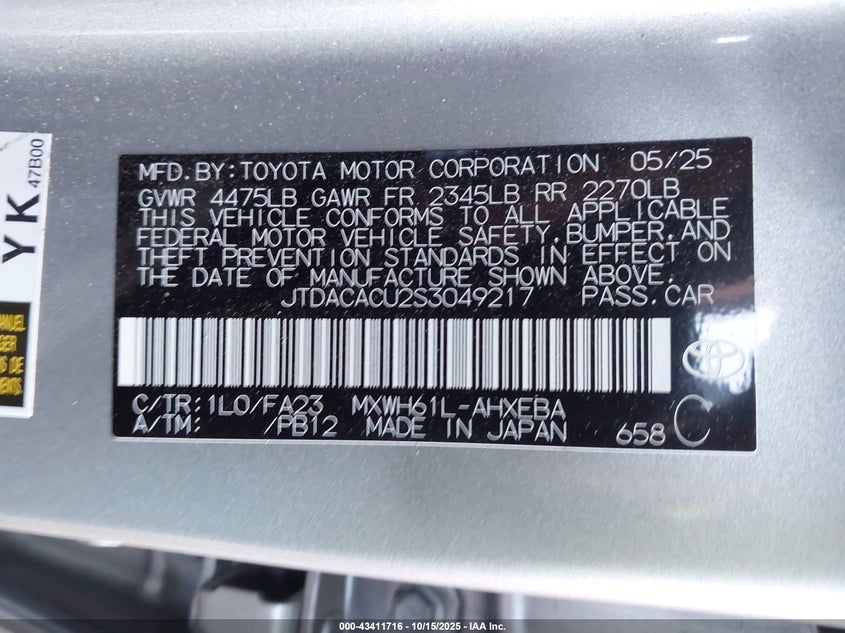 47B00
YK
MANUEL
MFD.BY:TOYOTA MOTOR CORPORATION 05/25
GVWR 4475LB GAWR FR 2345LB RR 2270LB
THIS VEHICLE CONFORMS TO ALL APPLICABLE
FEDERAL MOTOR VEHICLE SAFETY,BUMPER,AND
THEFT PREVENTION STANDARDS IN EFFECT ON
THE DATE OF MANUFACTURE SHOWN ABOVE.
JTDACACU2S3049217 PASS.CAR
C/TR:1L0/FA23 MXWH61L-AHXEBA
A/TM: /PB12 MADE IN JAPAN 658 C
000-43411716 | 10/15/2025 | IAA, Inc.